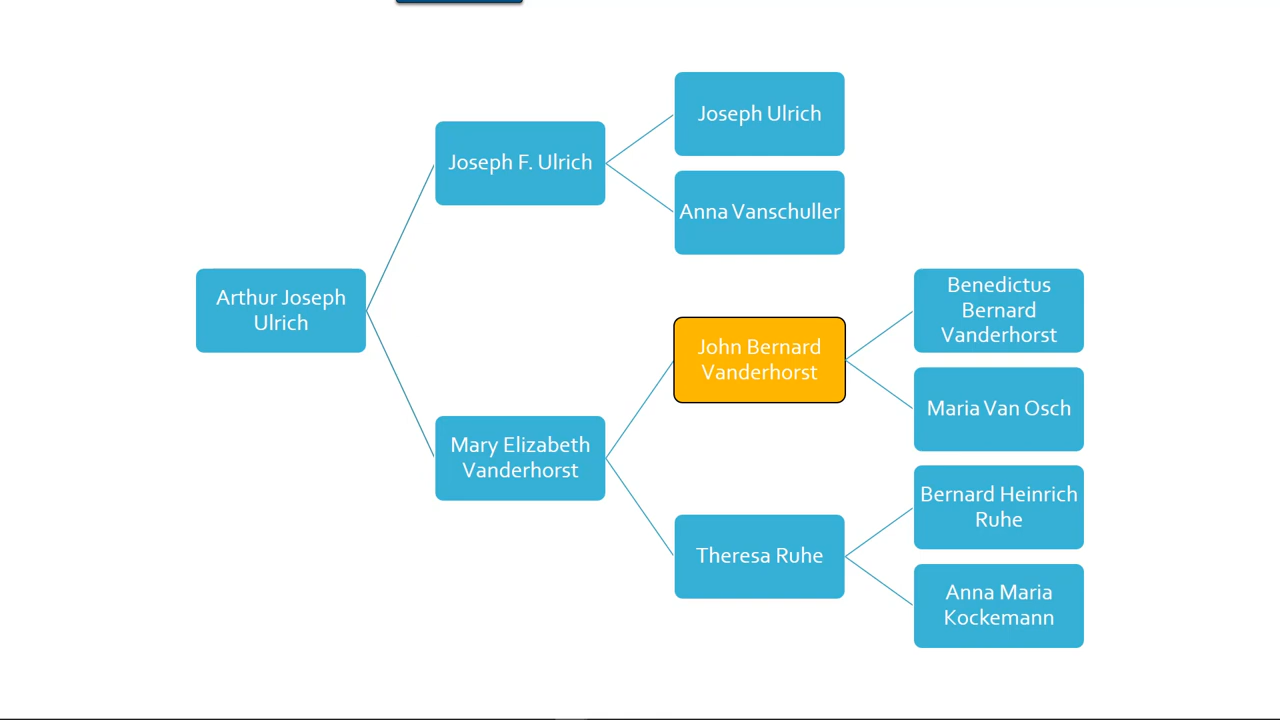 Joseph Ulrich
Joseph F. Ulrich
Anna Vanschuller
Arthur Joseph
Ulrich
Benedictus
Bernard
Vanderhorst
John Bernard
Vanderhorst
Maria Van Osch
Mary Elizabeth
Vanderhorst
Bernard Heinrich
Ruhe
Theresa Ruhe
Anna Maria
Kockemann